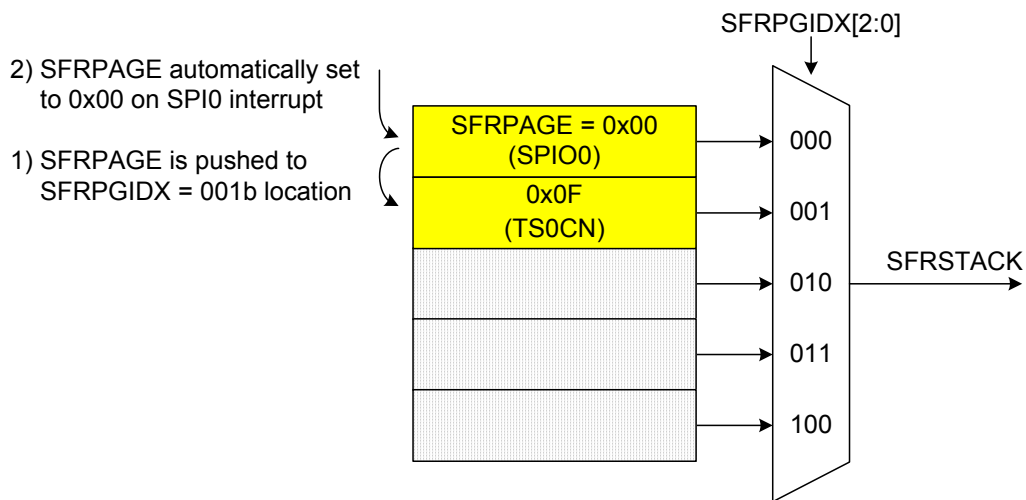 SFRPGIDX[2:0]
2) SFRPAGE automatically set
to 0x00 on SPI0 interrupt
1) SFRPAGE is pushed to
SFRPGIDX = 001b location
SFRPAGE = 0x00
(SPIO0)
0x0F
(TS0CN)
000
001
010
011
100
SFRSTACK